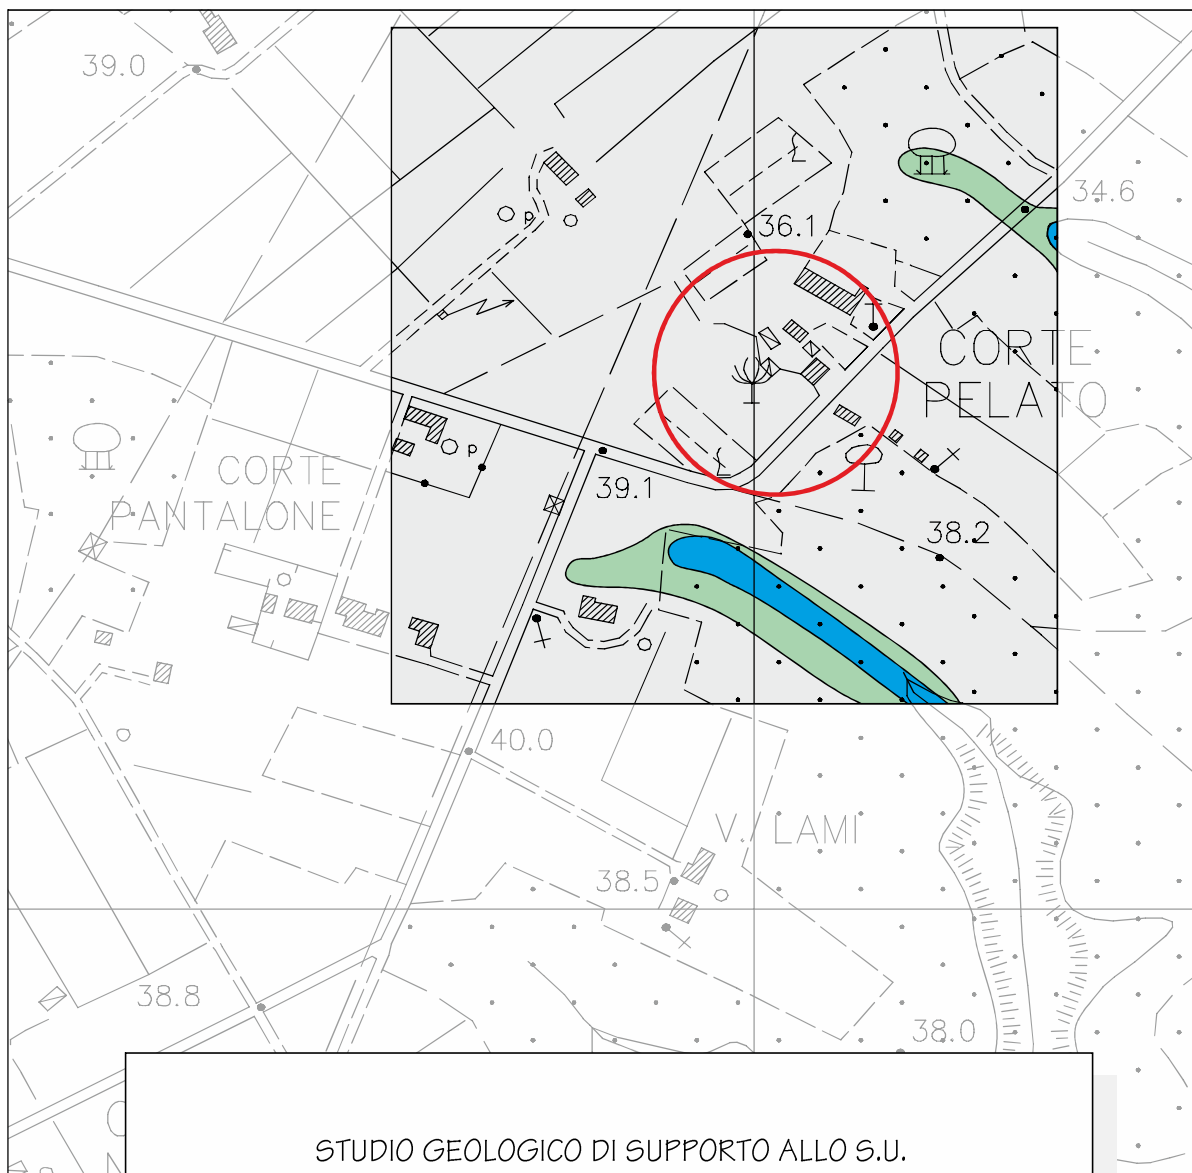 39.0
34.6
36.1
p
CORTE
PELATO
CORTE
PANTALONE
p
39.1
38.2
40.0
V. LAMI
38.5
38.8
38.0
STUDIO GEOLOGICO DI SUPPORTO ALLO S.U.